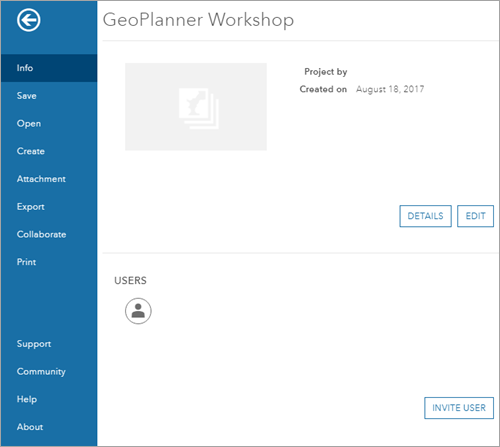 GeoPlanner Workshop
Info
Save
Open
Create
Attachment
Export
Collaborate
Print
Support
Community
Help
About
Project by
Created on August 18, 2017
DETAILS EDIT
USERS
INVITE USER